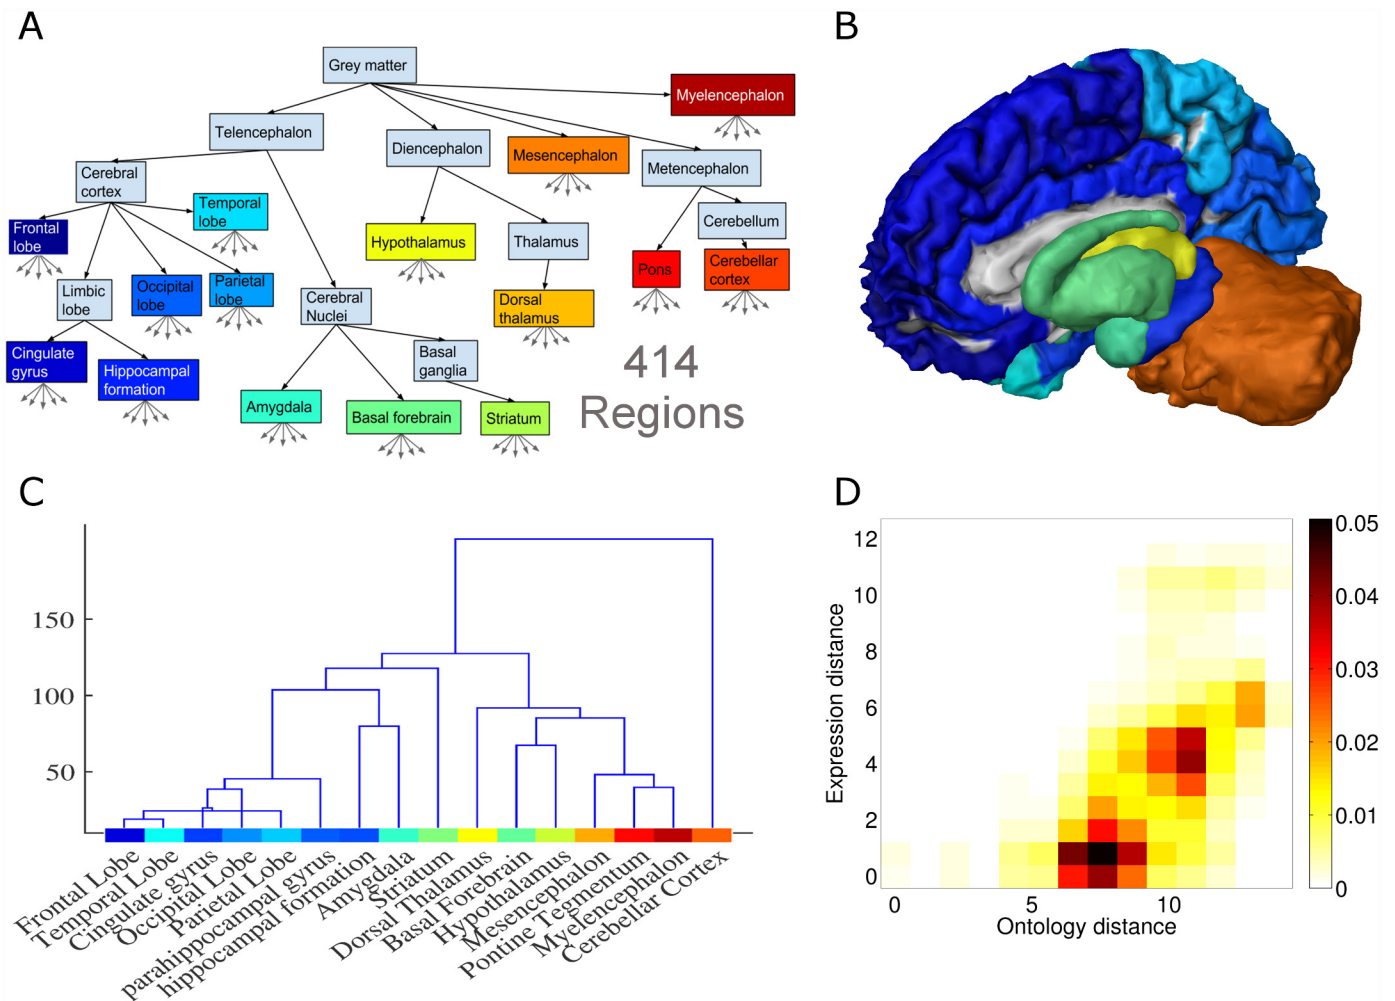 A
Grey matter
Myelencephalon
Telencephalon
Diencephalon
Mesencephalon
Metencephalon
Cerebral
cortex
Temporal
lobe
Frontal
lobe
Hypothalamus
Thalamus
Cerebellum
Pons
Cerebellar
cortex
Limbic
lobe
Occipital
lobe
Parietal
lobe
Cerebral
Nuclei
Dorsal
thalamus
Cingulate
gyrus
Hippocampal
formation
Basal
ganglia
Amygdala
Basal forebrain
Striatum
414
Regions
B
C
150
100
50
Frontal Lobe
Temporal Lobe
Cingulate gyrus
Occipital Lobe
Parietal Lobe
parahippocampal gyrus
hippocampal formation
Amygdala
Striatum
Dorsal Thalamus
Basal Forebrain
Hypothalamus
Mesencephalon
Pontine Tegmentum
Myelencephalon
Cerebellar Cortex
D
Expression distance
12
10
8
6
4
2
0
0 5 10
Ontology distance
0.05
0.04
0.03
0.02
0.01
0